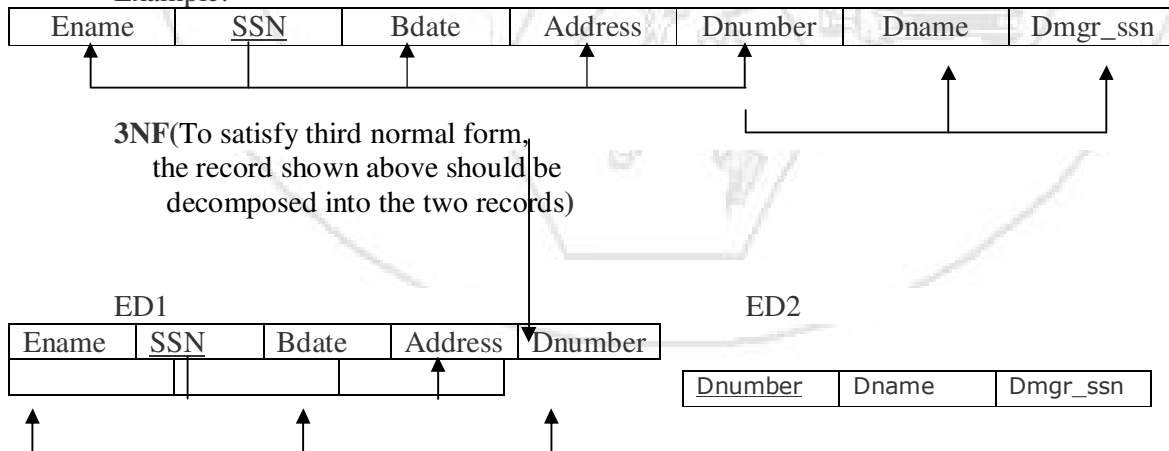 Example:
Ename SSN Bdate Address Dnumber Dname Dmgr_ssn
3NF(To satisfy third normal form,
the record shown above should be
decomposed into the two records)
ED1 ED2
Ename SSN Bdate Address Dnumber
Dnumber Dname Dmgr_ssn